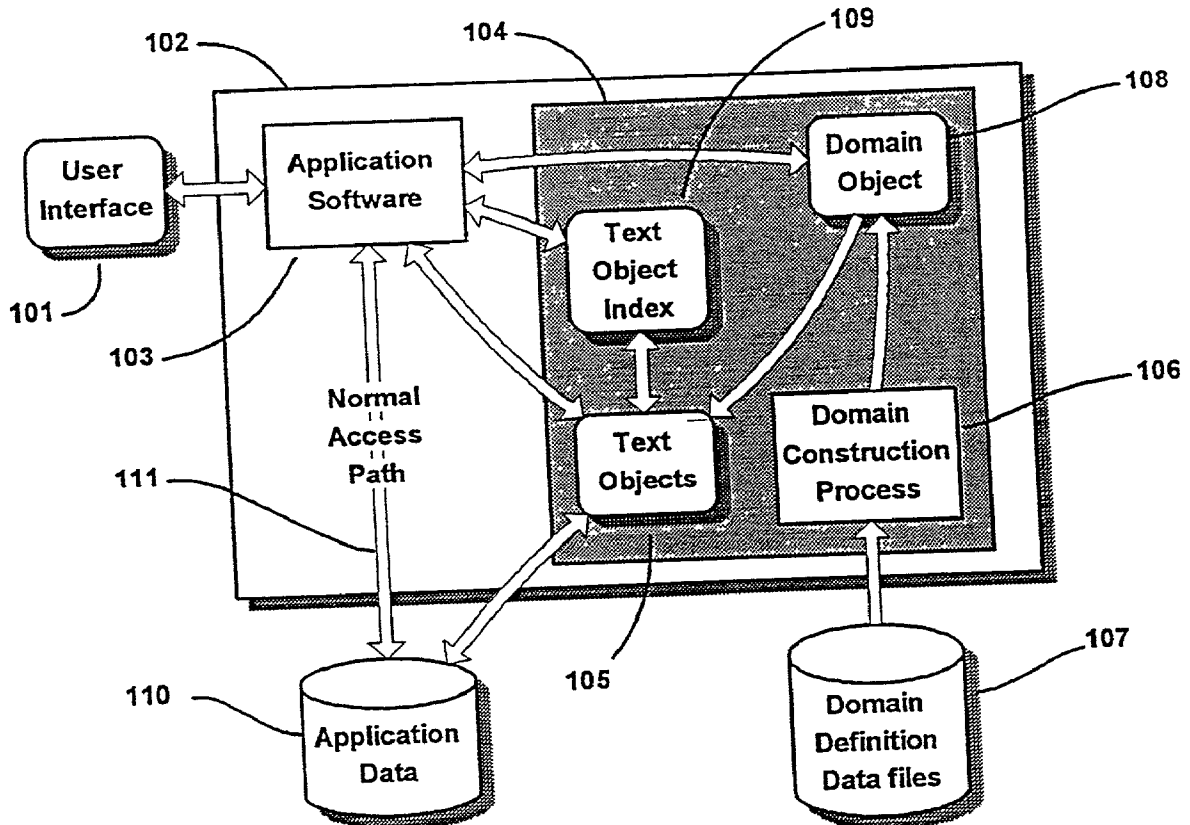 109
102
104
108
User
Interface
Application
Software
Domain
Object
Text
Object
Index
101
103
106
Normal
Access
Path
Text
Objects
Domain
Construction
Process
111
105
107
110
Application
Data
Domain
Definition
Data files